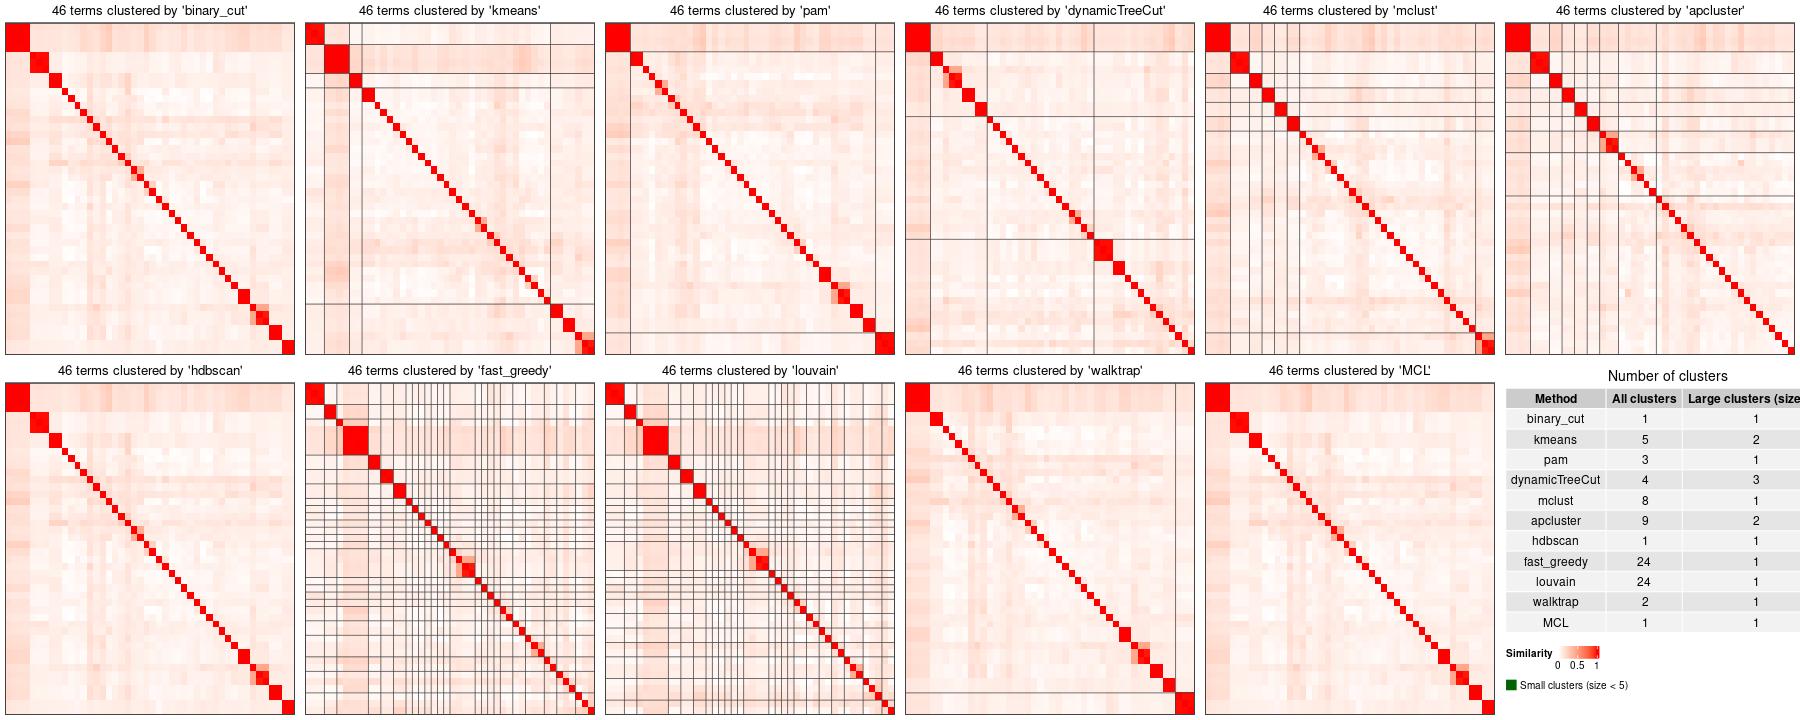 46 terms clustered by 'binary_cut'
46 terms clustered by 'kmeans'
46 terms clustered by 'pam'
46 terms clustered by 'dynamicTreeCut'
46 terms clustered by 'mclust'
46 terms clustered by 'apcluster'
46 terms clustered by 'hdbscan'
46 terms clustered by 'fast_greedy'
46 terms clustered by 'louvain'
46 terms clustered by 'walktrap'
46 terms clustered by 'MCL'
Number of clusters
Method All clusters Large clusters (size
binary_cut 1 1
kmeans 5 2
pam 3 1
dynamicTreeCut 4 3
mclust 8 1
apcluster 9 2
hdbscan 1 1
fast_greedy 24 1
louvain 24 1
walktrap 2 1
MCL 1 1
Similarity
0 0.5 1
Small clusters (size < 5)